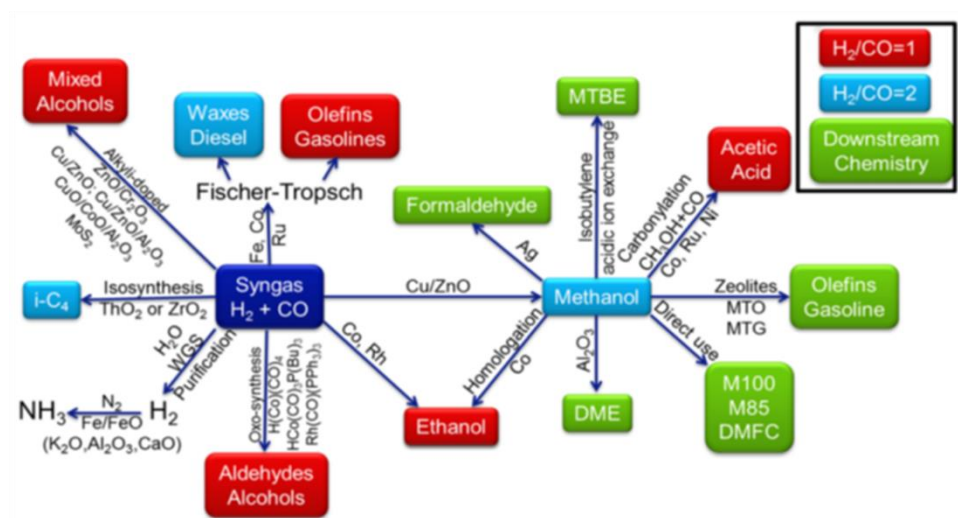 H₂/CO=1
H₂/CO=2
Downstream
Chemistry
Mixed
Alcohols
Waxes
Diesel
Olefins
Gasolines
MTBE
Acetic
Acid
Alkyli-doped
ZnO/Cr₂O₃
Cu/ZnO; Cu/ZnO/Al₂O₃
CuO/CoO/Al₂O₃
MoS₂
Fischer-Tropsch
Fe, Co
Ru
Formaldehyde
Ag
Isobutylene
acidic ion exchange
Carbonylation
CH₃OH+CO
Co, Ru, Ni
i-C₄
Isosynthesis
ThO₂ or ZrO₂
Syngas
H₂ + CO
Cu/ZnO
Methanol
Zeolites
MTO
MTG
Olefins
Gasoline
H₂O
WGS
Purification
Oxo-synthesis
H(Co)(CO)₄
HCo(CO)₃P(Bu)₃
Rh(CO)(PPh₃)₃
Co, Rh
Homologation
Co
Al₂O₃
Direct use
NH₃
N₂
Fe/FeO
H₂
(K₂O,Al₂O₃,CaO)
Ethanol
DME
M100
M85
DMFC
Aldehydes
Alcohols